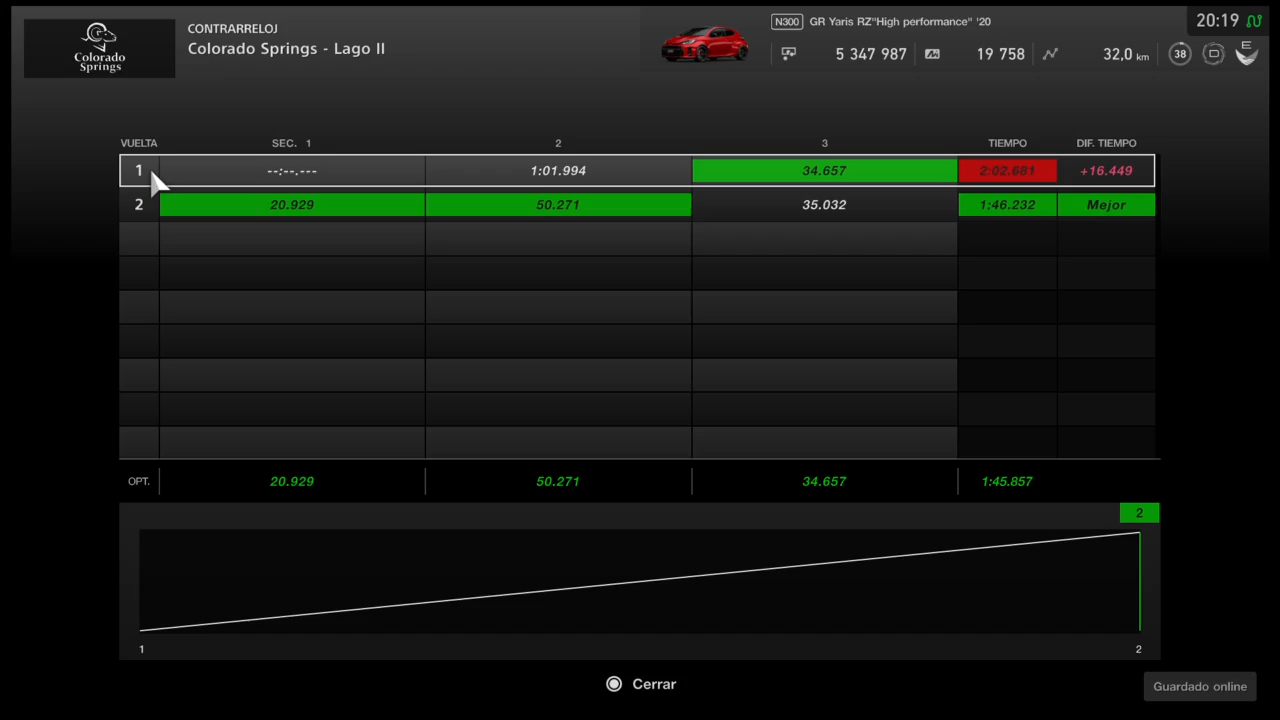 Colorado
Springs
CONTRARRELOJ
Colorado Springs - Lago II
N300 GR Yaris RZ"High performance" '20
5 347 987 19 758 32,0 km 38 E
20:19
VUELTA SEC. 1 2 3 TIEMPO DIF. TIEMPO
1 --:--.--- 1:01.994 34.657 2:02.681 +16.449
2 20.929 50.271 35.032 1:46.232 Mejor
OPT. 20.929 50.271 34.657 1:45.857
2
1 2
Cerrar
Guardado online